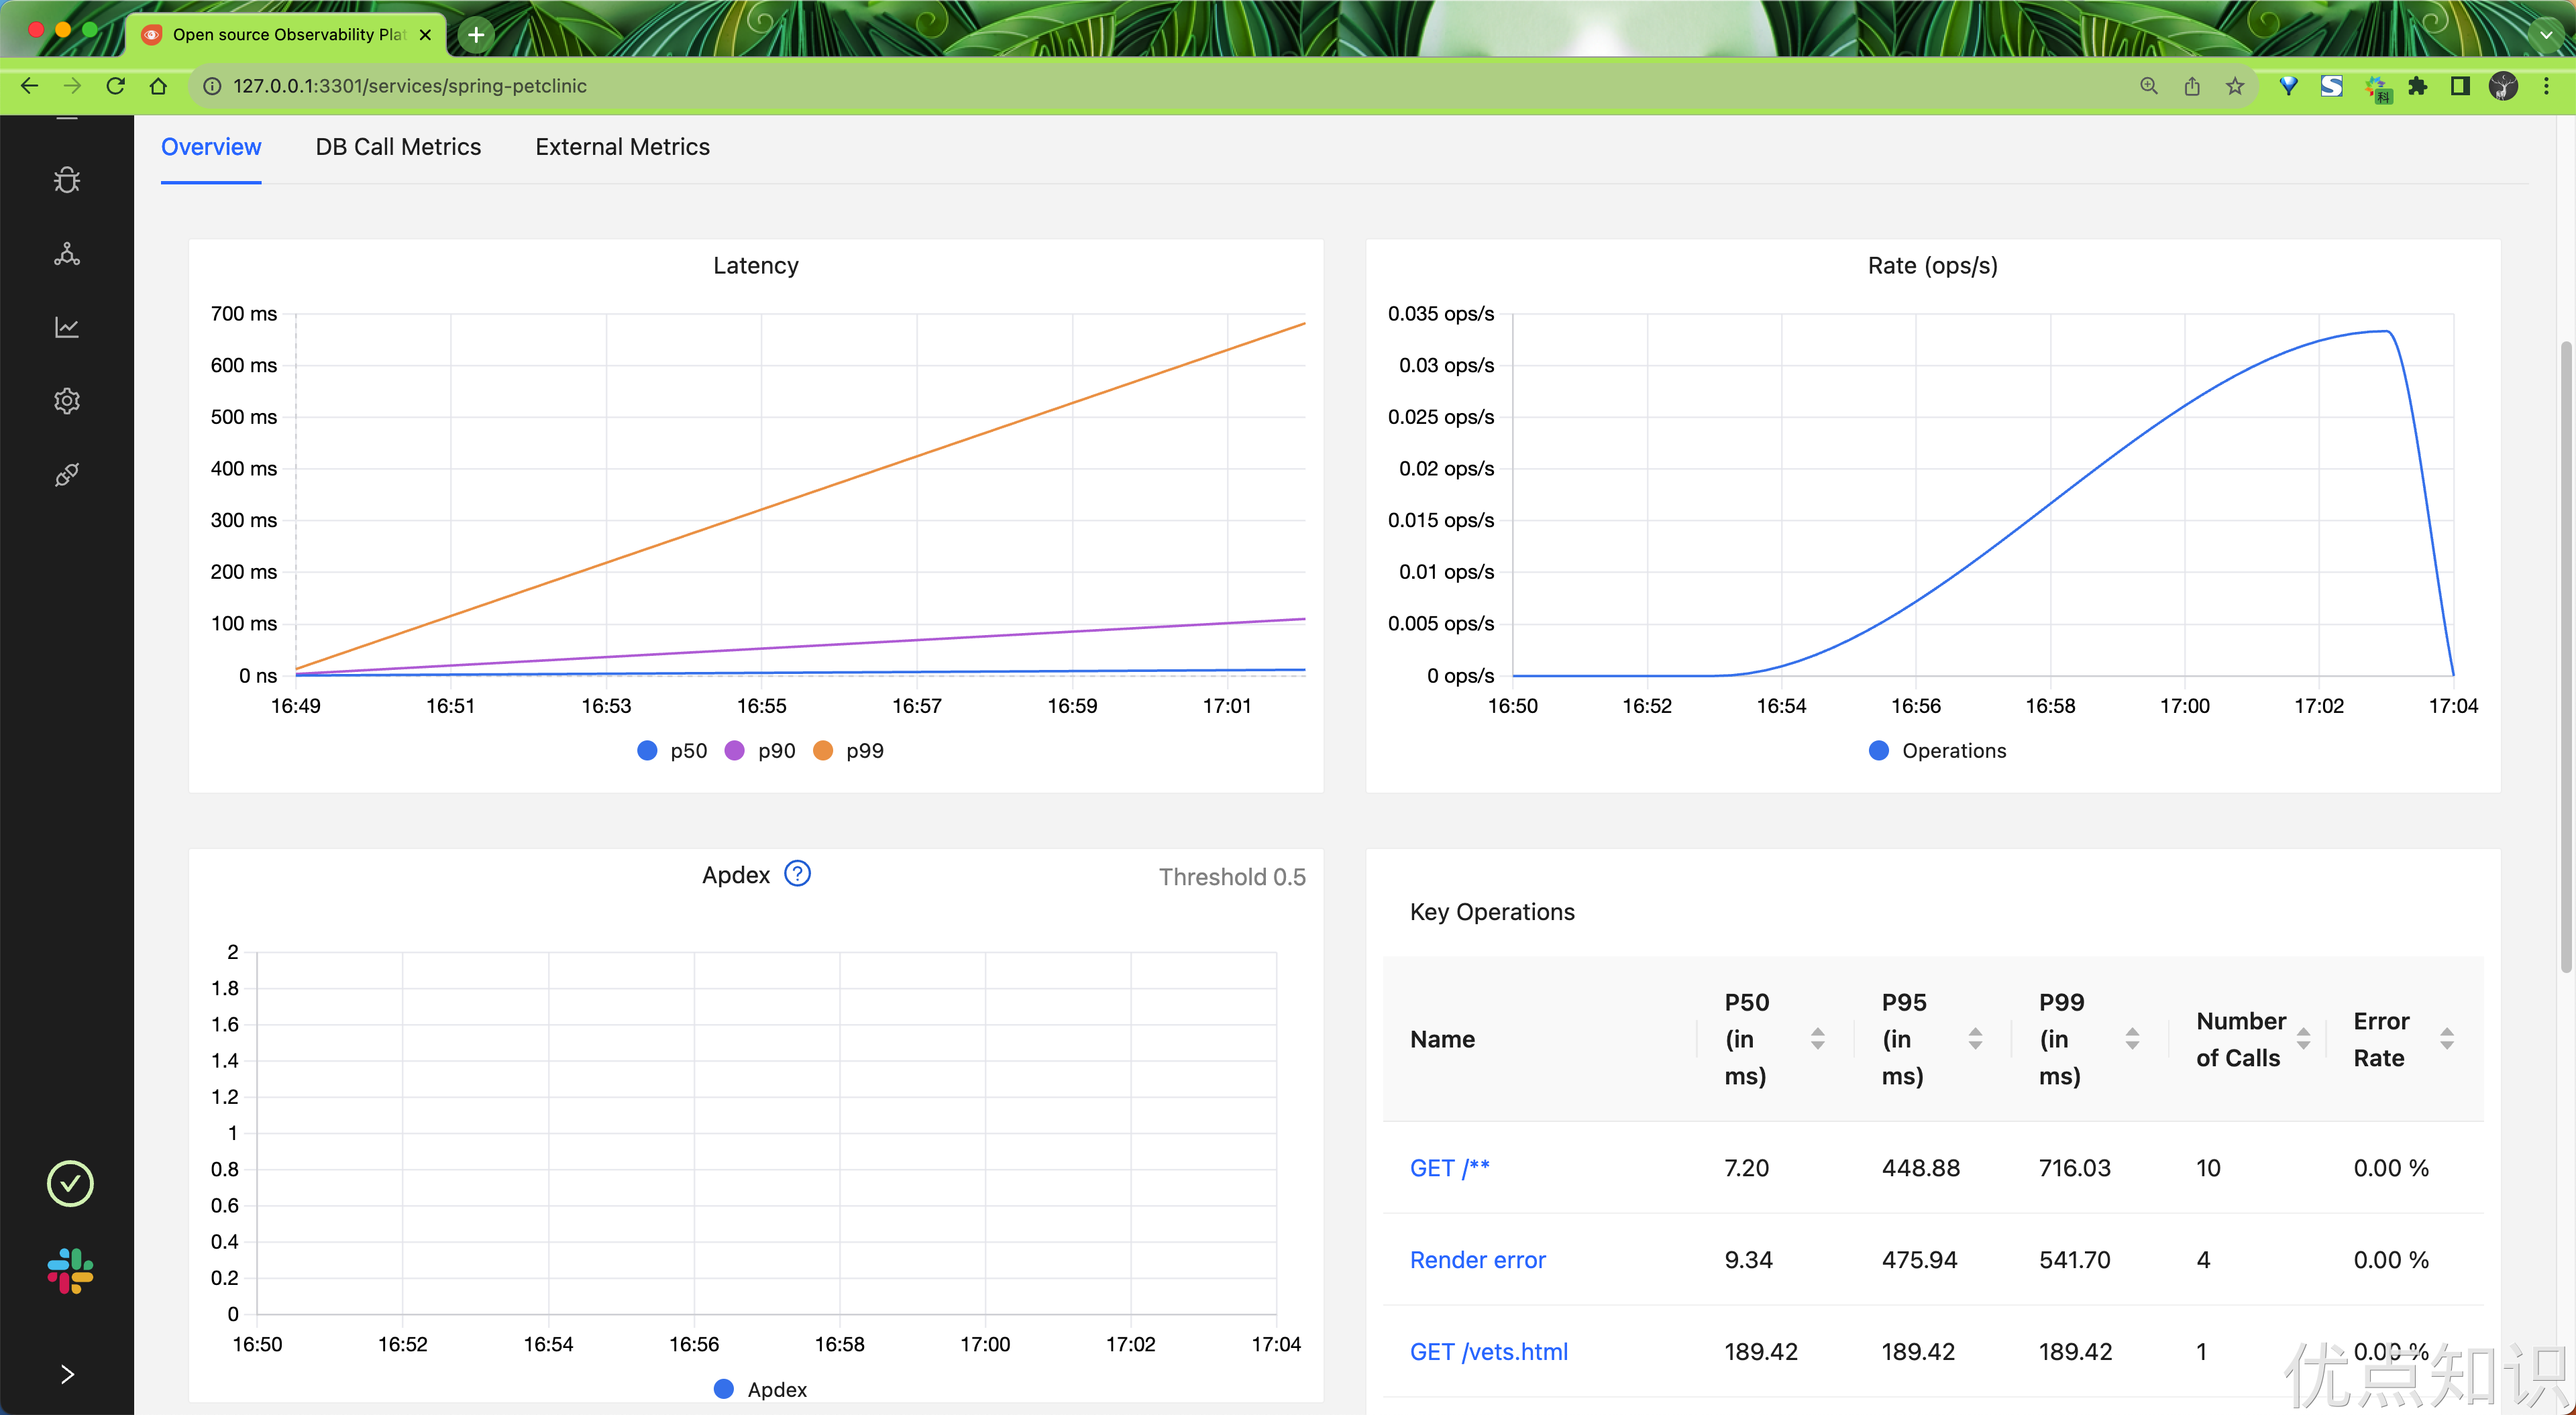 Open source Observability Plat
127.0.0.1:3301/services/spring-petclinic
科
Overview DB Call Metrics External Metrics
Latency
700 ms
600 ms
500 ms
400 ms
300 ms
200 ms
100 ms
0 ns
16:49 16:51 16:53 16:55 16:57 16:59 17:01
p50 p90 p99
Rate (ops/s)
0.035 ops/s
0.03 ops/s
0.025 ops/s
0.02 ops/s
0.015 ops/s
0.01 ops/s
0.005 ops/s
0 ops/s
16:50 16:52 16:54 16:56 16:58 17:00 17:02 17:04
Operations
Apdex ? Threshold 0.5
2
1.8
1.6
1.4
1.2
1
0.8
0.6
0.4
0.2
0
16:50 16:52 16:54 16:56 16:58 17:00 17:02 17:04
Apdex
Key Operations
Name P50 (in ms) P95 (in ms) P99 (in ms) Number of Calls Error Rate
GET /** 7.20 448.88 716.03 10 0.00 %
Render error 9.34 475.94 541.70 4 0.00 %
GET /vets.html 189.42 189.42 189.42 1 0.00 %
优点知识